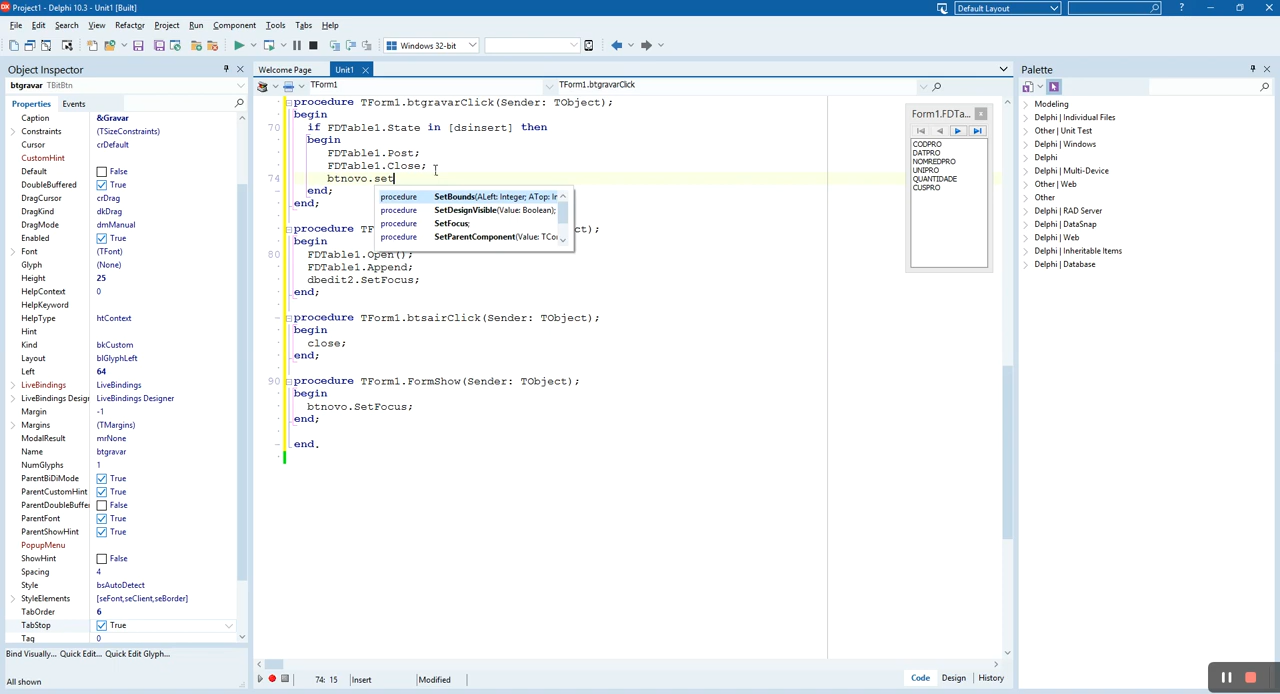 Project1 - Delphi 10.3 - Unit1 [Built]
Default Layout
File Edit Search View Refactor Project Run Component Tools Tabs Help
Windows 32-bit
Object Inspector
btgravar TBitBtn
Properties Events
Caption &Gravar
Constraints (TSizeConstraints)
Cursor crDefault
CustomHint
Default False
DoubleBuffered True
DragCursor crDrag
DragKind dkDrag
DragMode dmManual
Enabled True
Font (TFont)
Glyph (None)
Height 25
HelpContext 0
HelpKeyword
HelpType htContext
Hint
Kind bkCustom
Layout blGlyphLeft
Left 64
LiveBindings LiveBindings
LiveBindings Desigr LiveBindings Designer
Margin -1
Margins (TMargins)
ModalResult mrNone
Name btgravar
NumGlyphs 1
ParentBiDiMode True
ParentCustomHint True
ParentDoubleBuffer False
ParentFont True
ParentShowHint True
PopupMenu
ShowHint False
Spacing 4
Style bsAutoDetect
StyleElements [seFont,seClient,seBorder]
TabOrder 6
TabStop True
Tag 0
Bind Visually... Quick Edit... Quick Edit Glyph...
All shown
Welcome Page Unit1
TForm1 TForm1.btgravarClick
procedure TForm1.btgravarClick(Sender: TObject);
begin
70 if FDTable1.State in [dsinsert] then
begin
FDTable1.Post;
FDTable1.Close;
74 btnovo.set
end;
end;
procedure SetBounds(ALeft: Integer; ATop: Ir
procedure SetDesignVisible(Value: Boolean);
procedure SetFocus;
procedure SetParentComponent(Value: TCo
procedure TF ct);
begin
80 FDTable1.Open();
FDTable1.Append;
dbedit2.SetFocus;
end;
procedure TForm1.btsairClick(Sender: TObject);
begin
close;
end;
90 procedure TForm1.FormShow(Sender: TObject);
begin
btnovo.SetFocus;
end;
end.
Form1.FDTa...
CODPRO
DATPRO
NOMREDPRO
UNIPRO
QUANTIDADE
CUSPRO
74: 15 Insert Modified
Code Design History
Palette
Modeling
Delphi | Individual Files
Other | Unit Test
Delphi | Windows
Delphi
Delphi | Multi-Device
Other | Web
Other
Delphi | RAD Server
Delphi | DataSnap
Delphi | Web
Delphi | Inheritable Items
Delphi | Database